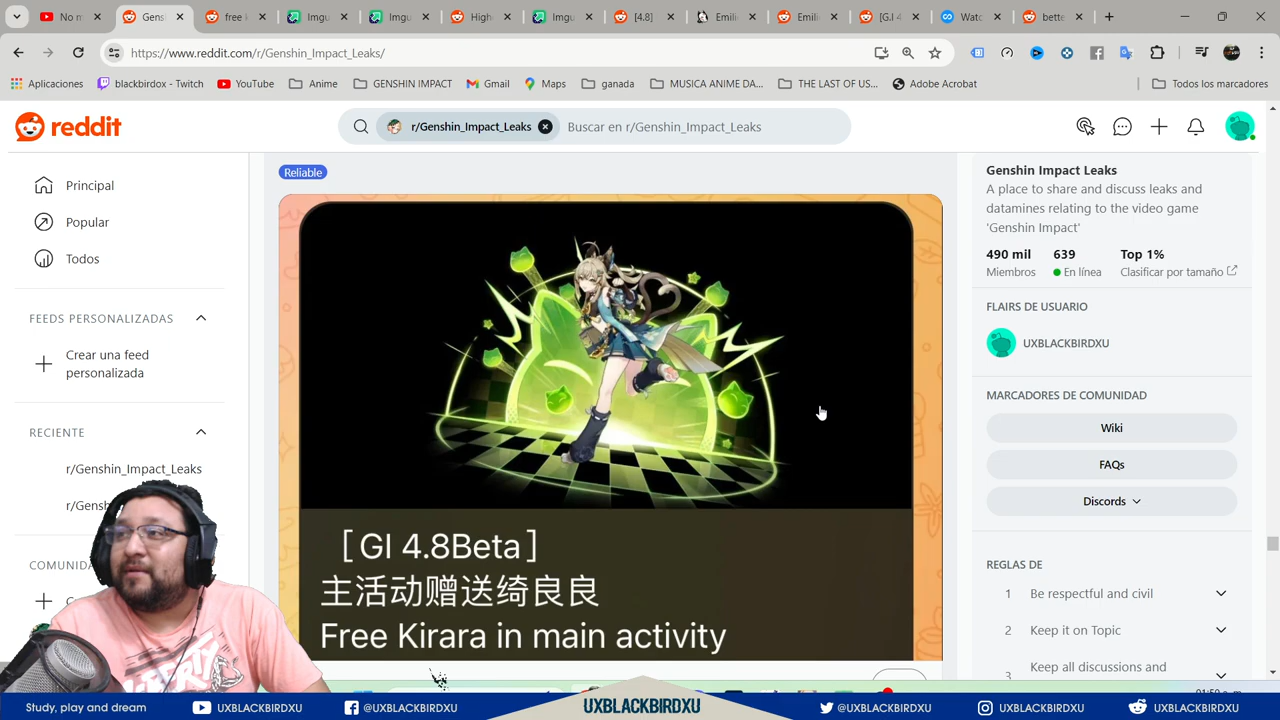 No n
Gens
free k
Imgu
Imgu
High
Imgu
[4.8]
Emili
Emili
[G.I 4
Watc
bette
https://www.reddit.com/r/Genshin_Impact_Leaks/
Aplicaciones
blackbirdox - Twitch
YouTube
Anime
GENSHIN IMPACT
Gmail
Maps
ganada
MUSICA ANIME DA...
THE LAST OF US...
Adobe Acrobat
Todos los marcadores
reddit
r/Genshin_Impact_Leaks
Buscar en r/Genshin_Impact_Leaks
Principal
Popular
Todos
FEEDS PERSONALIZADAS
Crear una feed
personalizada
RECIENTE
r/Genshin_Impact_Leaks
r/Gensh
COMUNIDA
Reliable
[GI 4.8Beta]
主活动赠送绮良良
Free Kirara in main activity
Genshin Impact Leaks
A place to share and discuss leaks and
datamines relating to the video game
'Genshin Impact'
490 mil
639
Top 1%
Miembros
En línea
Clasificar por tamaño
FLAIRS DE USUARIO
UXBLACKBIRDXU
MARCADORES DE COMUNIDAD
Wiki
FAQs
Discords
REGLAS DE
1 Be respectful and civil
2 Keep it on Topic
3 Keep all discussions and
Study, play and dream
UXBLACKBIRDXU
@UXBLACKBIRDXU
UXBLACKBIRDXU
@UXBLACKBIRDXU
UXBLACKBIRDXU
UXBLACKBIRDXU